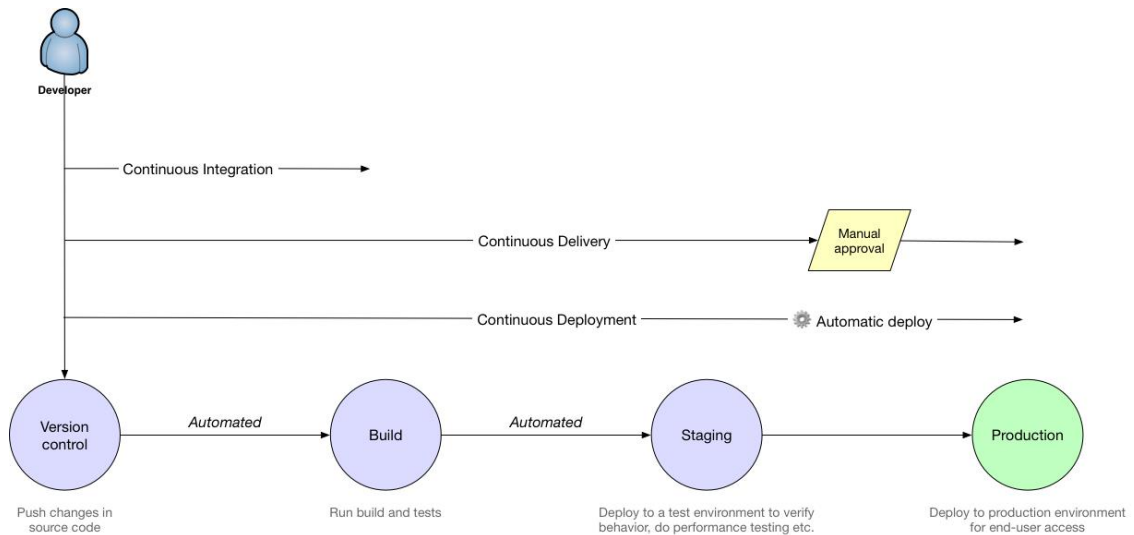 Developer
Continuous Integration
Continuous Delivery
Manual
approval
Continuous Deployment
Automatic deploy
Version
control
Automated
Build
Automated
Staging
Production
Push changes in
source code
Run build and tests
Deploy to a test environment to verify
behavior, do performance testing etc.
Deploy to production environment
for end-user access